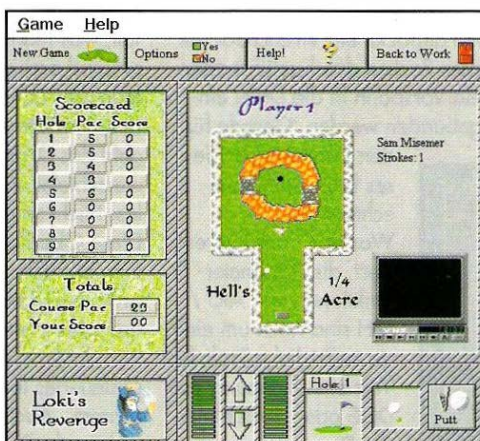 Game Help
New Game Options Yes No Help! Back to Work
Scorecard
Hole Par Score
1 5 0
2 5 0
3 4 0
4 3 0
5 6 0
6 0 0
7 0 0
8 0 0
9 0 0
Totals
Course Par 23
Your Score 00
Loki's
Revenge
Player 1
Sam Misemer
Strokes: 1
Hell's 1/4
Acre
Hole: 1
Putt